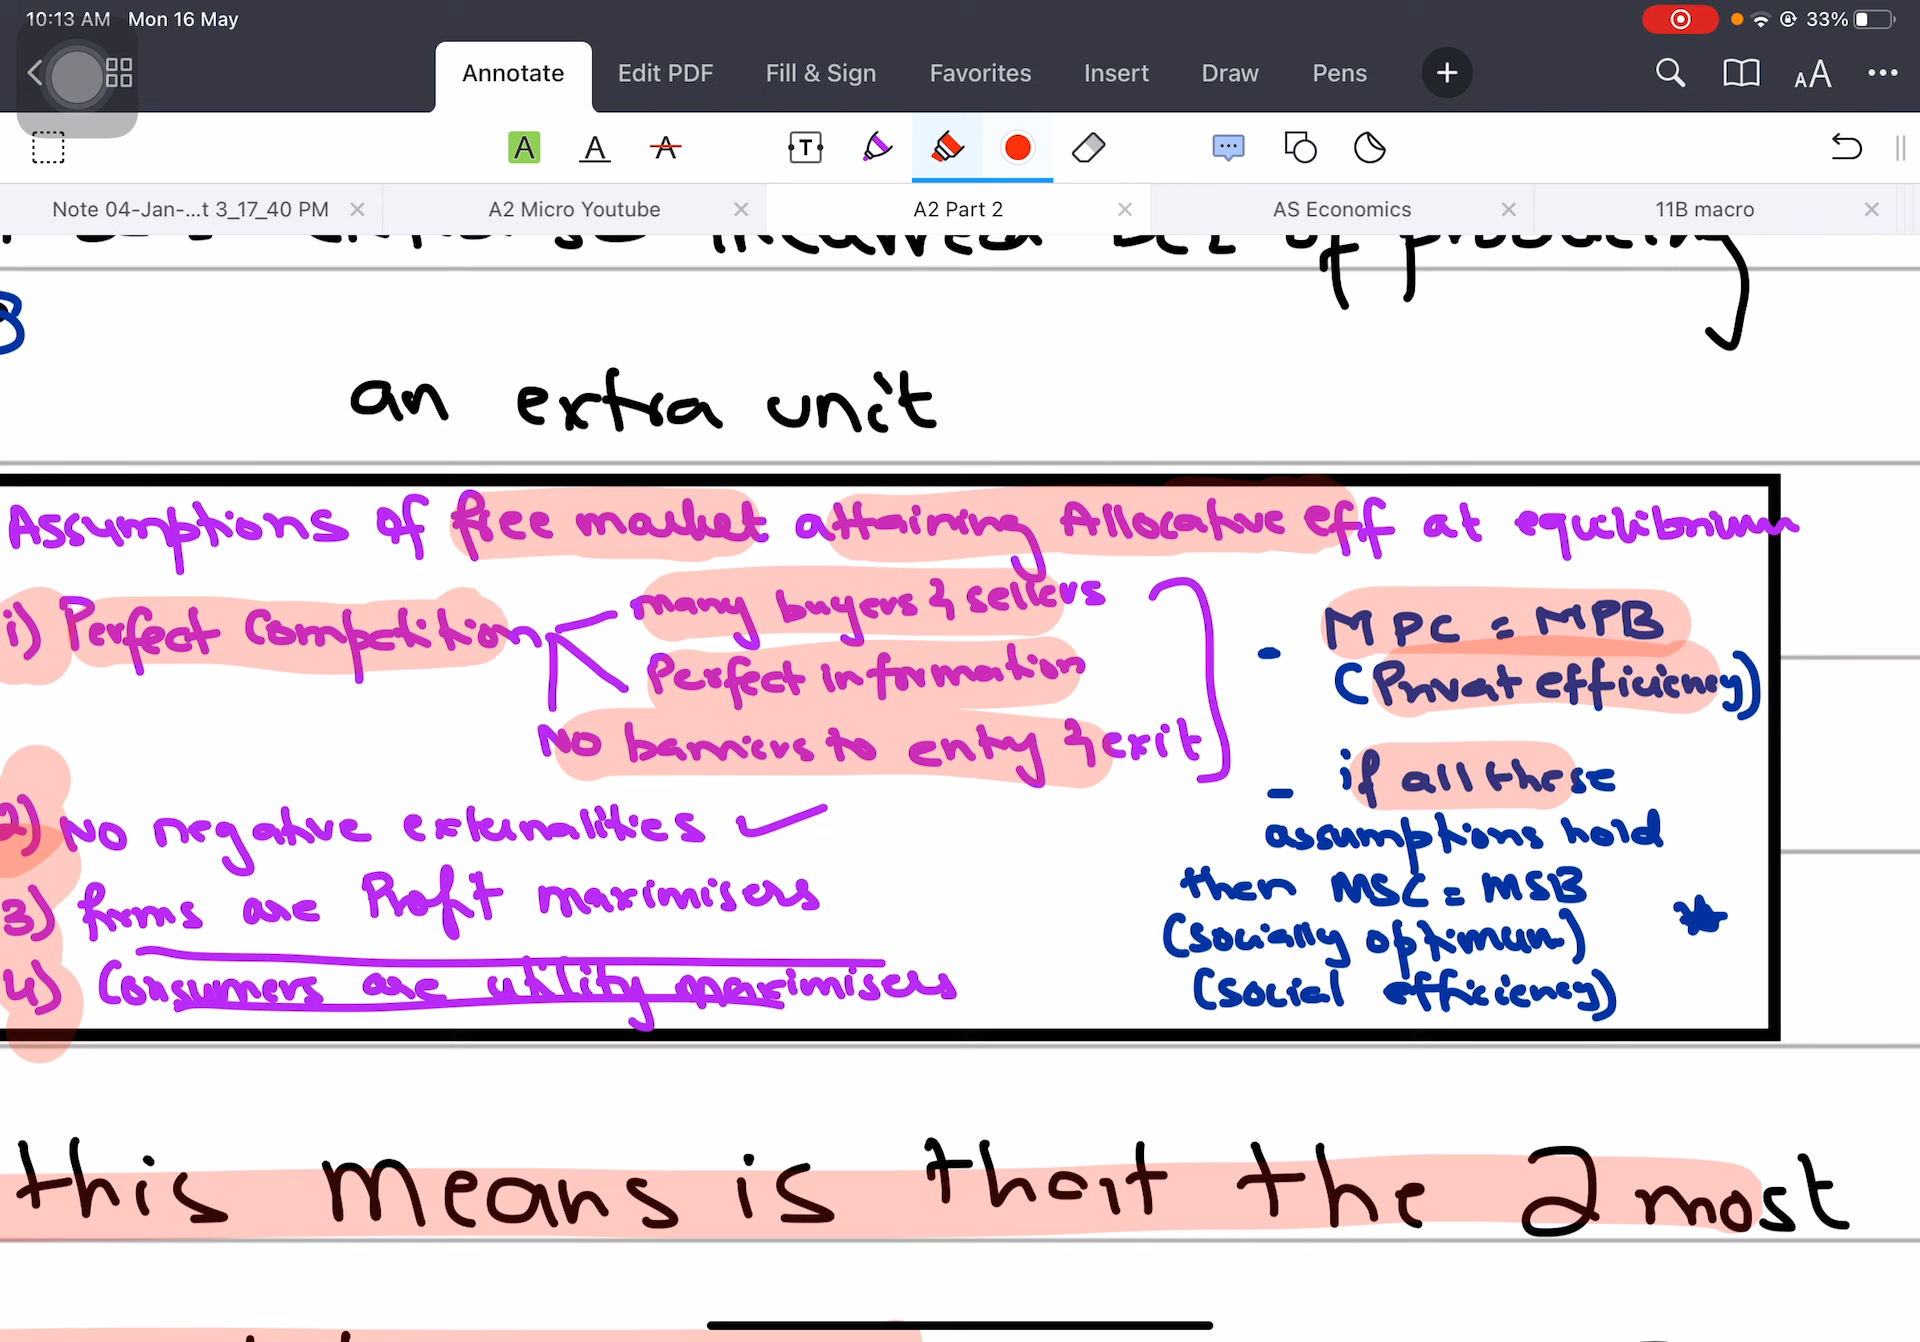 10:13 AM Mon 16 May 33%
Annotate Edit PDF Fill & Sign Favorites Insert Draw Pens
Note 04-Jan-...t 3_17_40 PM A2 Micro Youtube A2 Part 2 AS Economics 11B macro
of producing
an extra unit
Assumptions of free market attaining Allocative eff at equilibrium
i) Perfect Competition
many buyers & sellers
Perfect information
No barriers to entry & exit
2) No negative externalities ✓
3) firms are Profit maximisers
4) Consumers are utility maximisers
- MPC = MPB
(Privat efficiency)
- if all these
assumptions hold
then MSC = MSB
(Socially optimum)
(social efficiency)
this means is that the 2 most